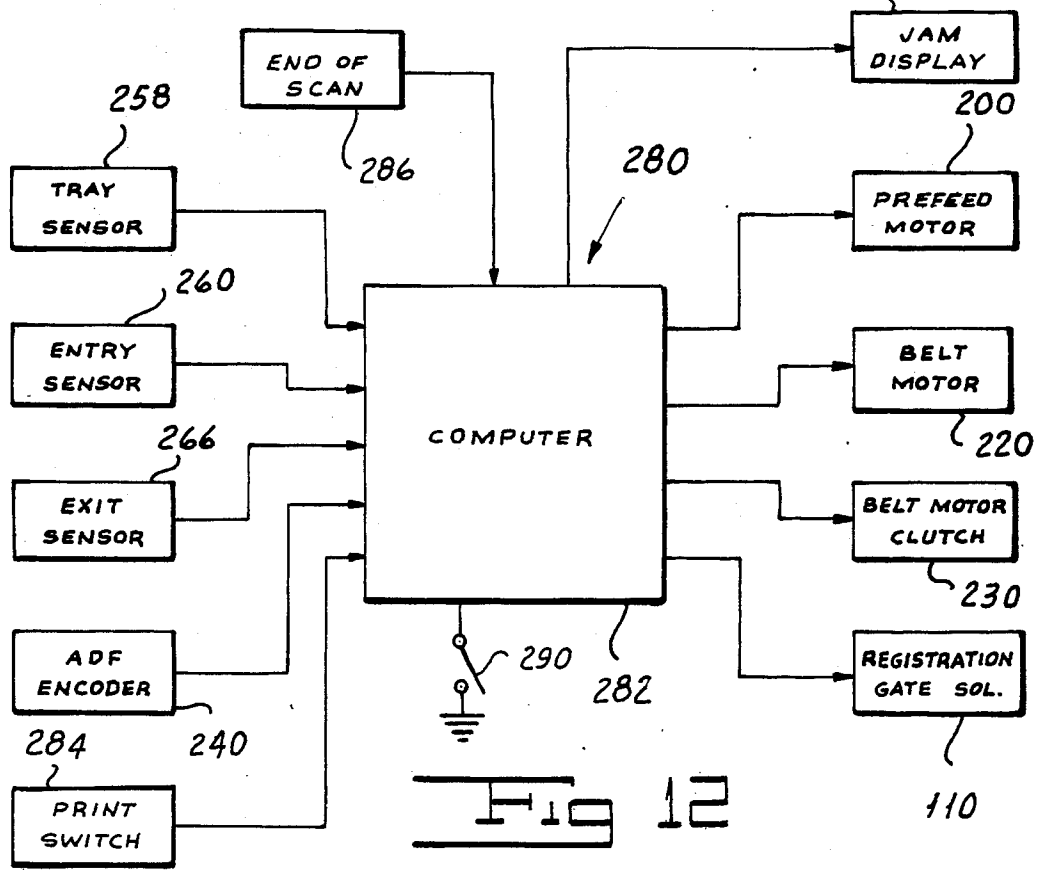 JAM
DISPLAY
END OF
SCAN
286
258
TRAY
SENSOR
280
200
PREFEED
MOTOR
260
ENTRY
SENSOR
BELT
MOTOR
220
266
EXIT
SENSOR
COMPUTER
BELT MOTOR
CLUTCH
230
ADF
ENCODER
240
290
282
REGISTRATION
GATE SOL.
110
284
PRINT
SWITCH
FIG 12